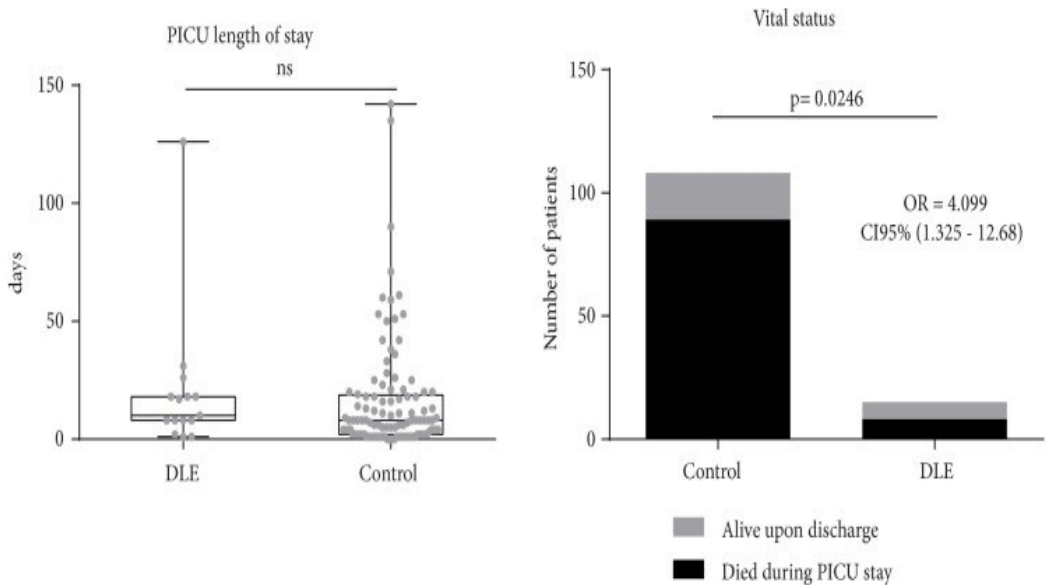 PICU length of stay
ns
150
100
50
0
days
DLE
Control
Vital status
150
100
50
0
Number of patients
p= 0.0246
OR = 4.099
CI95% (1.325 - 12.68)
Control
DLE
Alive upon discharge
Died during PICU stay